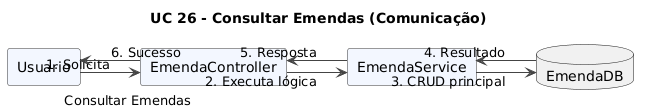 UC 26 - Consultar Emendas (Comunicação)
6. Sucesso
5. Resposta
4. Resultado
Usuario
1. Solicita
EmendaController
EmendaService
EmendaDB
2. Executa lógica
3. CRUD principal
Consultar Emendas